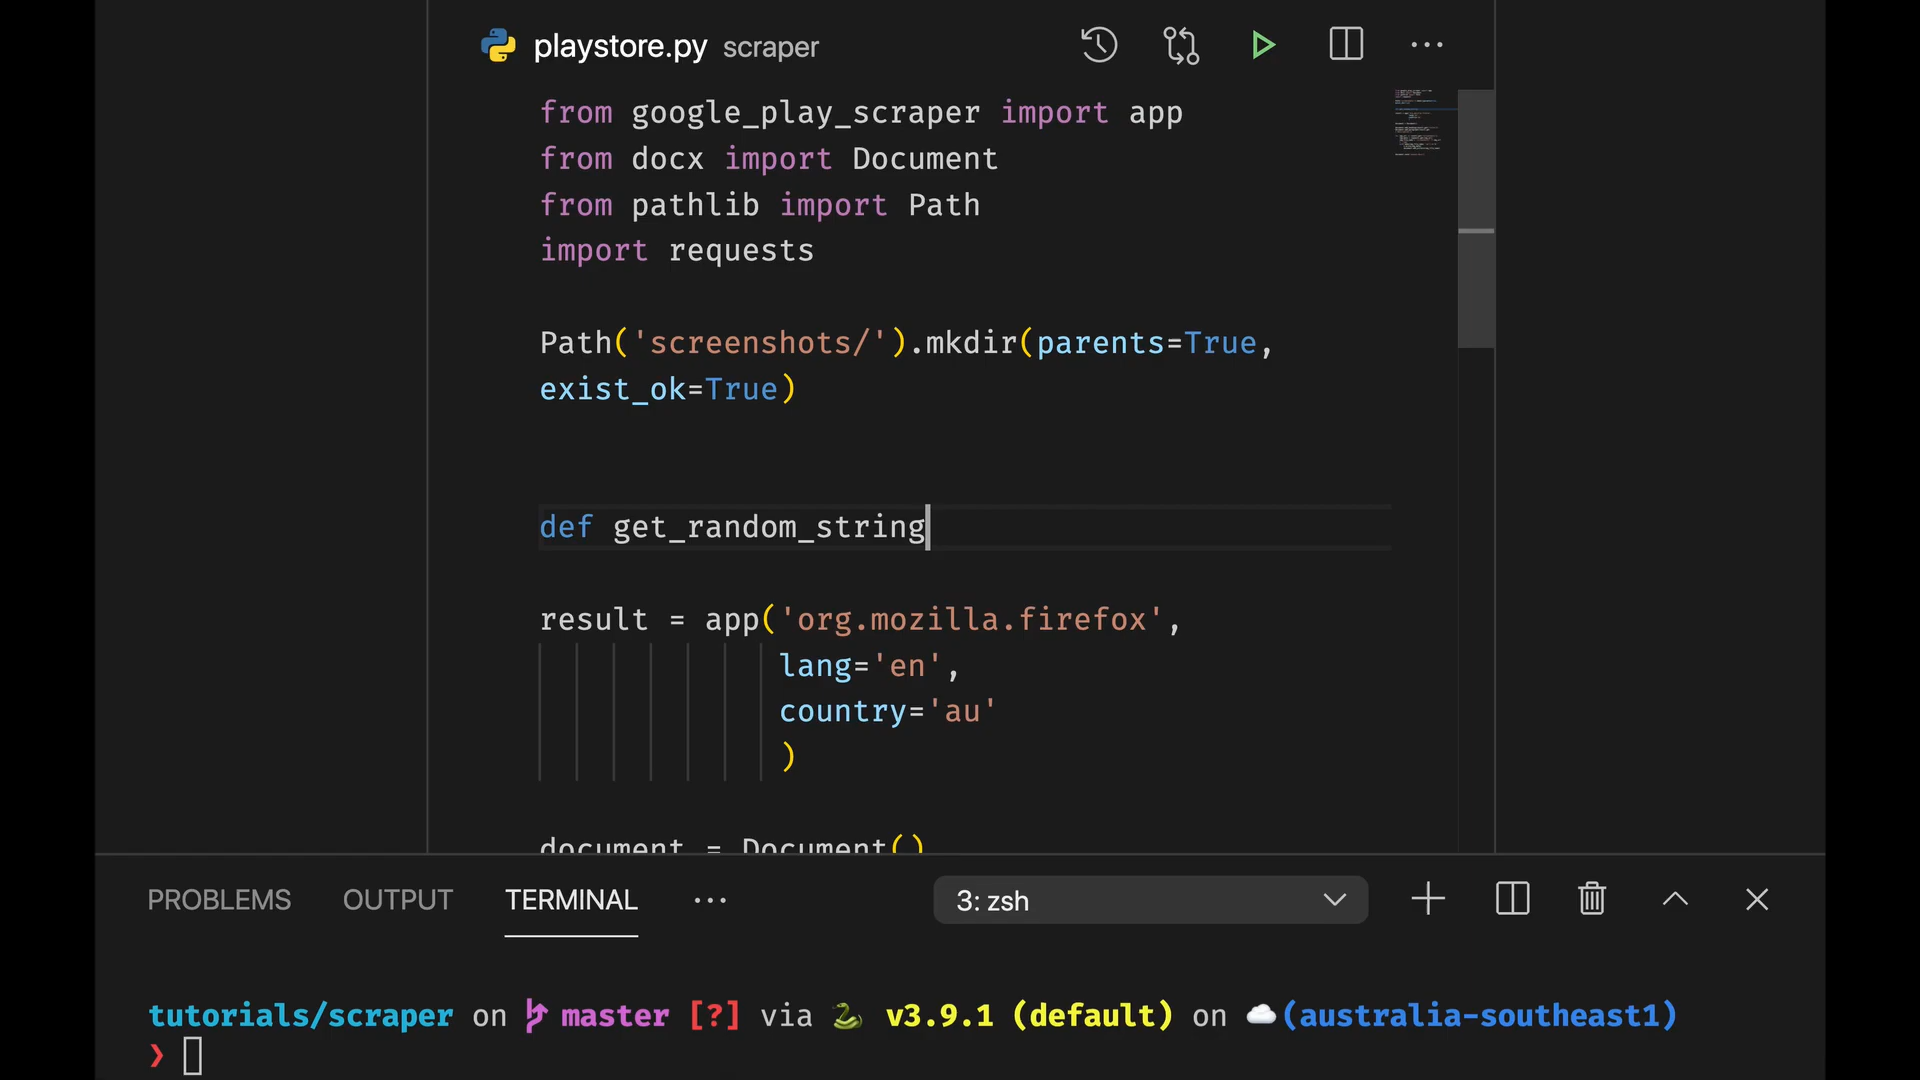 playstore.py scraper
from google_play_scraper import app
from docx import Document
from pathlib import Path
import requests
Path('screenshots/').mkdir(parents=True,
exist_ok=True)
def get_random_string
result = app('org.mozilla.firefox',
lang='en',
country='au'
)
document = Document()
PROBLEMS OUTPUT TERMINAL ··· 3: zsh
tutorials/scraper on master [?] via 🐍 v3.9.1 (default) on ☁️(australia-southeast1)
❯